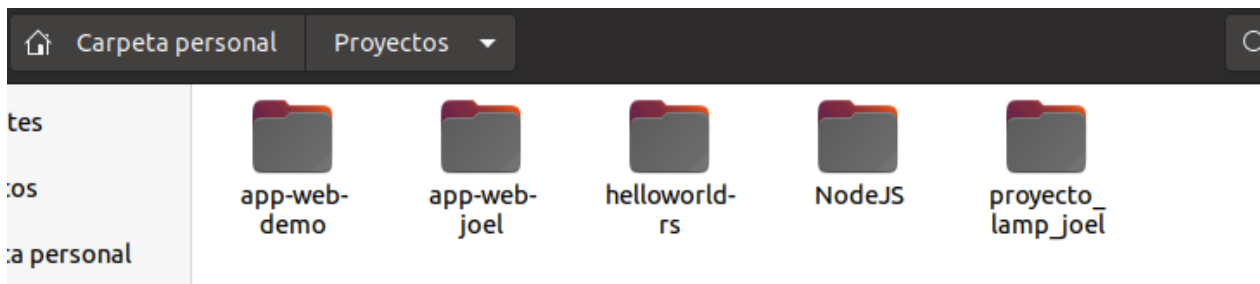 Carpeta personal Proyectos
tes
tos
ta personal
app-web-
demo
app-web-
joel
helloworld-
rs
NodeJS
proyecto_
lamp_joel